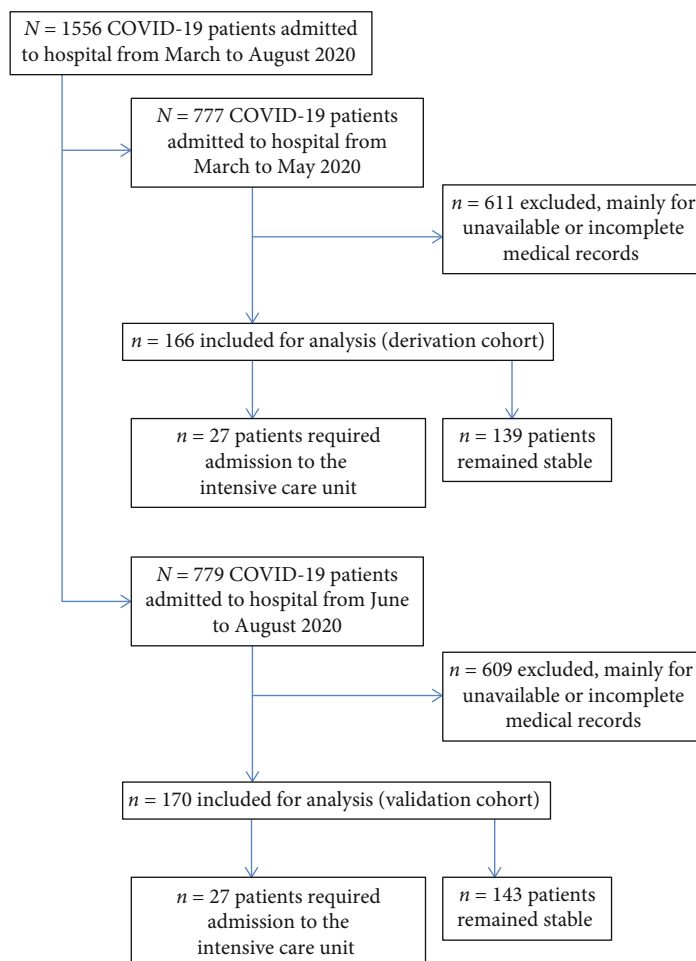 N = 1556 COVID-19 patients admitted
to hospital from March to August 2020
N = 777 COVID-19 patients
admitted to hospital from
March to May 2020
n = 611 excluded, mainly for
unavailable or incomplete
medical records
n = 166 included for analysis (derivation cohort)
n = 27 patients required
admission to the
intensive care unit
n = 139 patients
remained stable
N = 779 COVID-19 patients
admitted to hospital from June
to August 2020
n = 609 excluded, mainly for
unavailable or incomplete
medical records
n = 170 included for analysis (validation cohort)
n = 27 patients required
admission to the
intensive care unit
n = 143 patients
remained stable